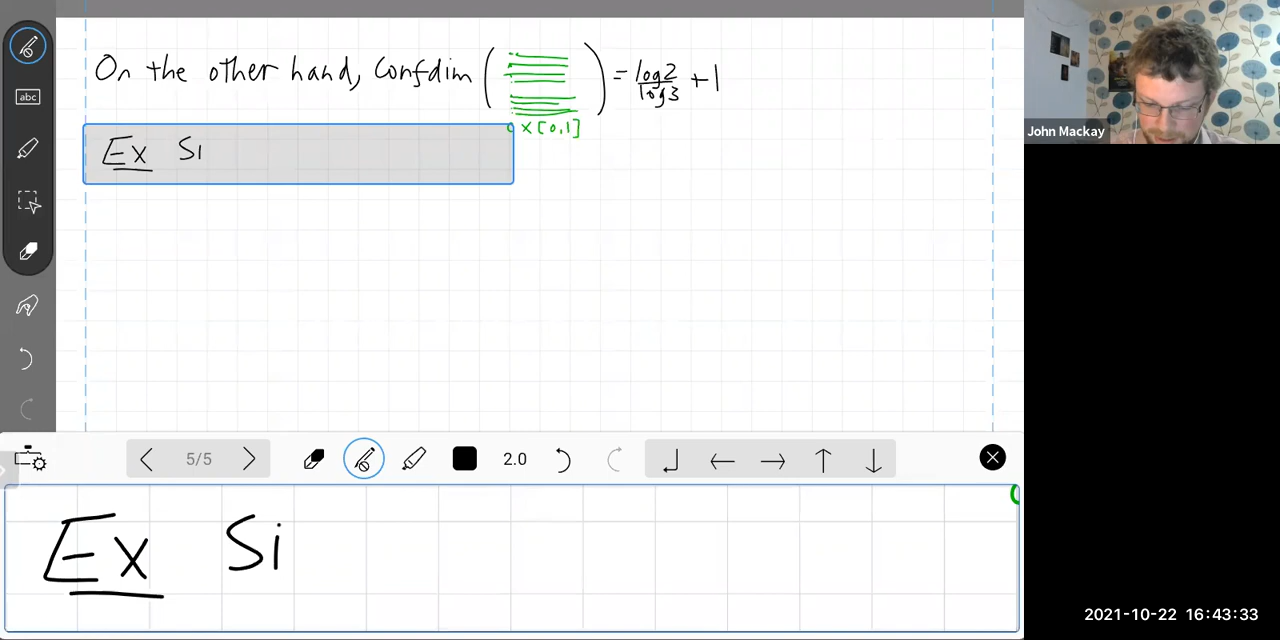 On the other hand, Confdim ( ) = log2/log3 + 1
C x [0,1]
Ex Si
abc
John Mackay
5/5
2.0
Ex Si
2021-10-22 16:43:33